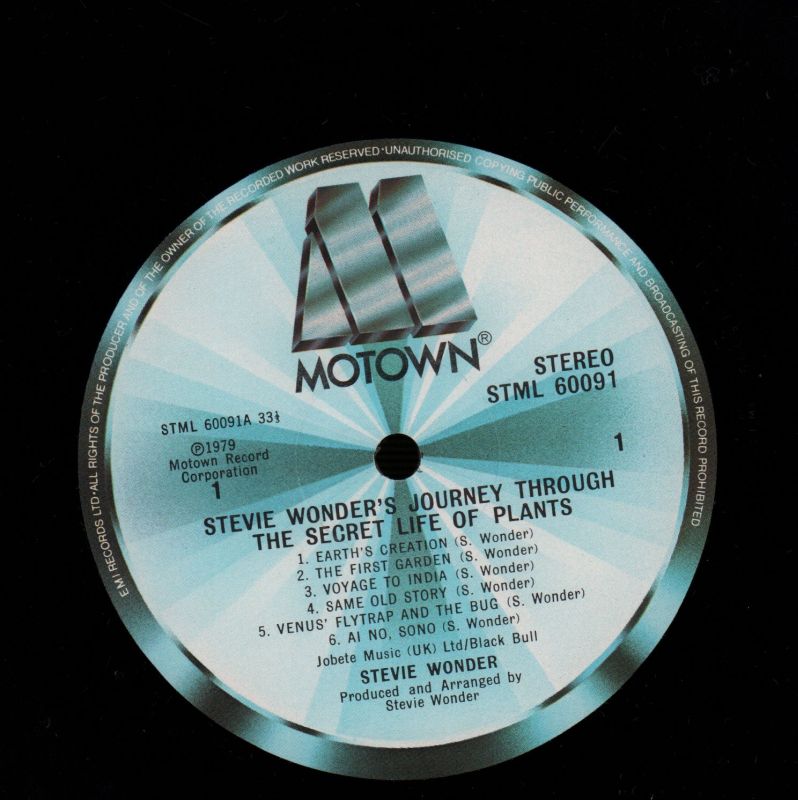 EMI RECORDS LTD·ALL RIGHTS OF THE PRODUCER AND OF THE OWNER OF THE RECORDED WORK RESERVED·UNAUTHORISED COPYING PUBLIC PERFORMANCE AND BROADCASTING OF THIS RECORD PROHIBITED
MOTOWN®
STEREO
STML 60091
STML 60091A 33⅓
℗1979
Motown Record
Corporation
1
1
STEVIE WONDER'S JOURNEY THROUGH
THE SECRET LIFE OF PLANTS
1. EARTH'S CREATION (S. Wonder)
2. THE FIRST GARDEN (S. Wonder)
3. VOYAGE TO INDIA (S. Wonder)
4. SAME OLD STORY (S. Wonder)
5. VENUS' FLYTRAP AND THE BUG (S. Wonder)
6. AI NO, SONO (S. Wonder)
Jobete Music (UK) Ltd/Black Bull
STEVIE WONDER
Produced and Arranged by
Stevie Wonder